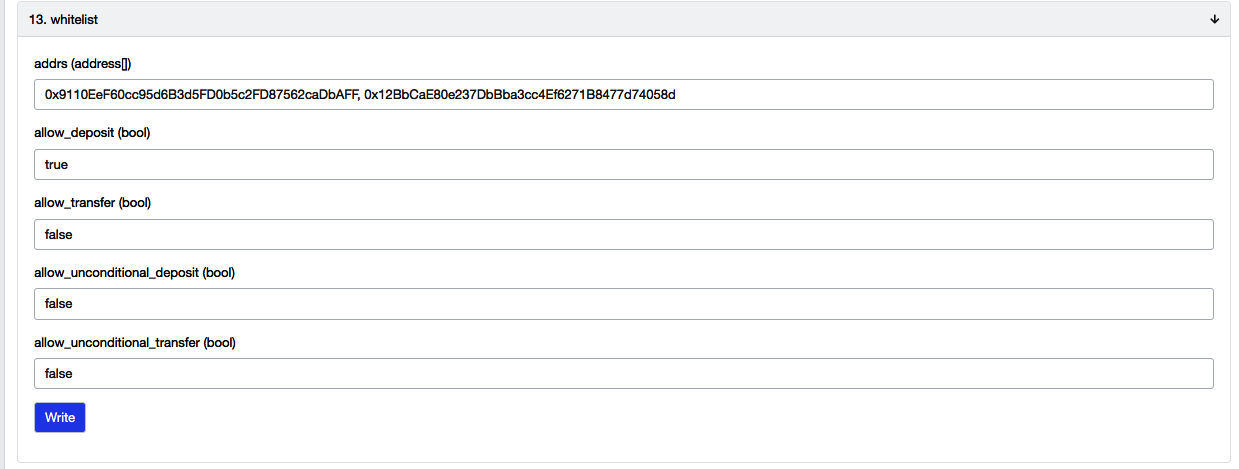 13. whitelist
addrs (address[])
0x9110EeF60cc95d6B3d5FD0b5c2FD87562caDbAFF, 0x12BbCaE80e237DbBba3cc4Ef6271B8477d74058d
allow_deposit (bool)
true
allow_transfer (bool)
false
allow_unconditional_deposit (bool)
false
allow_unconditional_transfer (bool)
false
Write